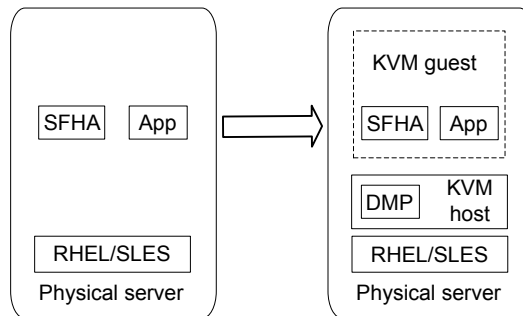 SFHA App
RHEL/SLES
Physical server
KVM guest
SFHA App
DMP KVM
host
RHEL/SLES
Physical server